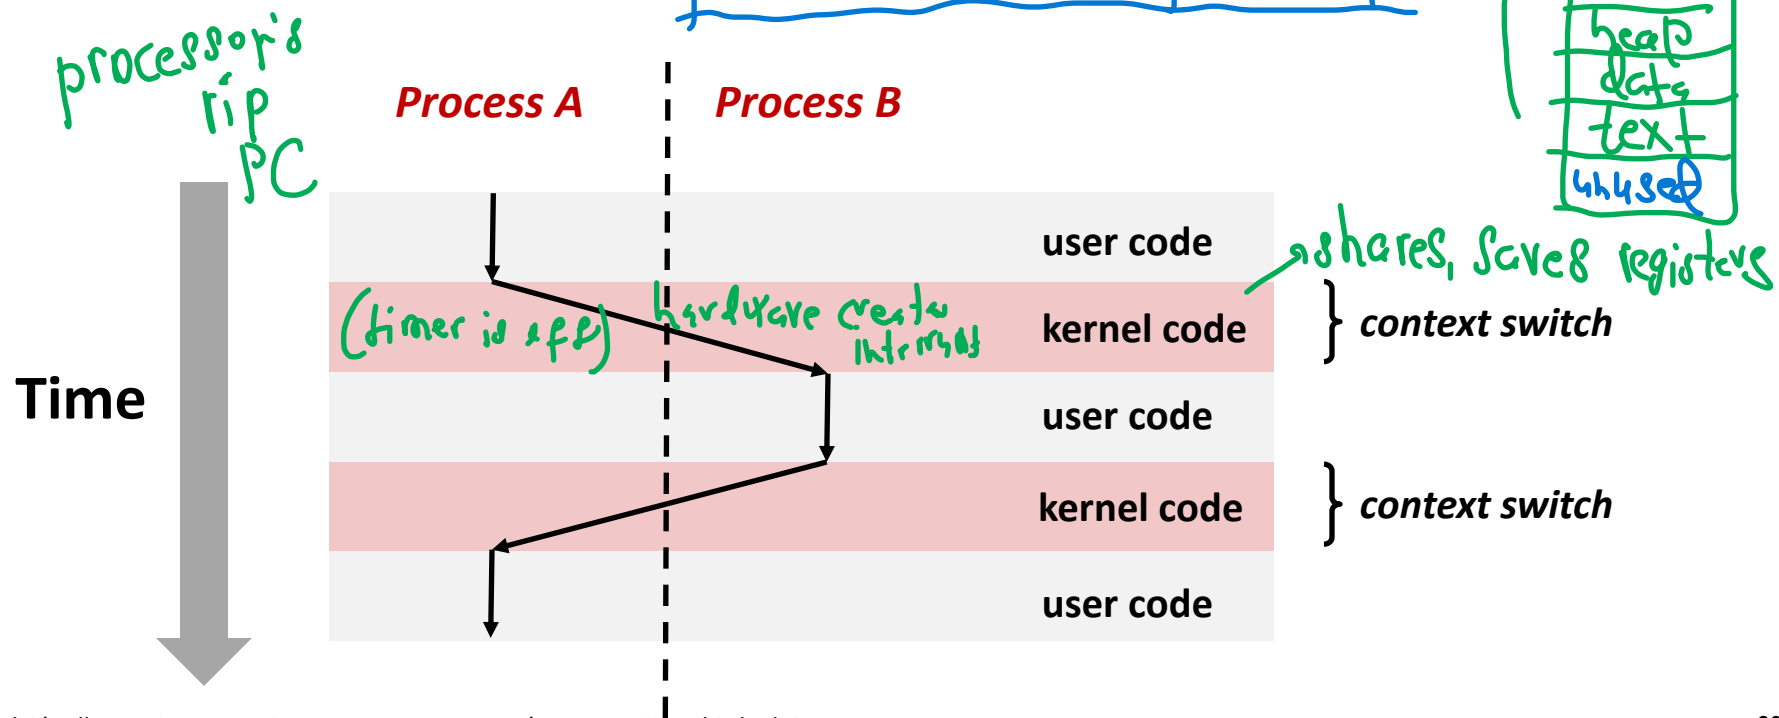 processor's
rip
PC
Process A
Process B
heap
data
text
unused
user code
shares, saves registers
(timer is off)
hardware creates
interrupt
kernel code
context switch
Time
user code
kernel code
context switch
user code